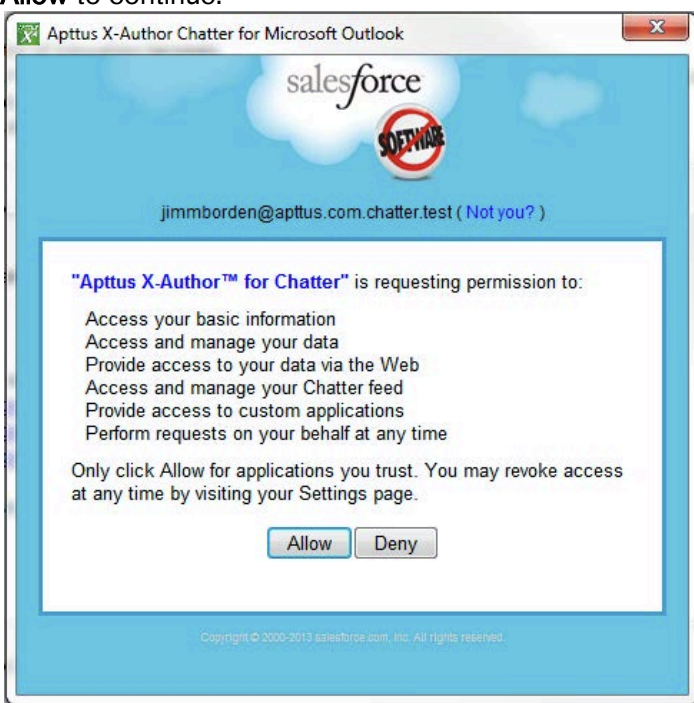 Allow to continue.
Apttus X-Author Chatter for Microsoft Outlook
salesforce
SOFTWARE
jimmborden@apttus.com.chatter.test ( Not you? )
"Apttus X-Author™ for Chatter" is requesting permission to:
Access your basic information
Access and manage your data
Provide access to your data via the Web
Access and manage your Chatter feed
Provide access to custom applications
Perform requests on your behalf at any time
Only click Allow for applications you trust. You may revoke access
at any time by visiting your Settings page.
Allow Deny
Copyright © 2000-2013 salesforce.com, inc. All rights reserved.